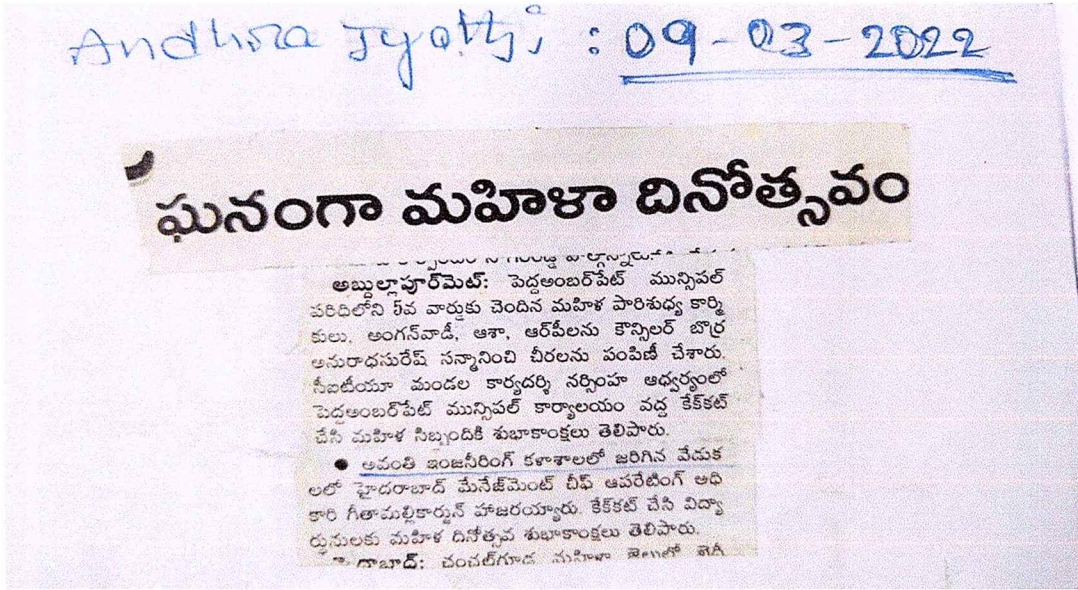 Andhra Jyothi : 09-03-2022
ఘనంగా మహిళా దినోత్సవం
అబ్దుల్లాపూర్‌మెట్: పెద్దఅంబర్‌పేట్ మున్సిపల్
పరిదిలోని 5వ వార్డుకు చెందిన మహిళ పారిశుధ్య కార్మి
కులు, అంగన్‌వాడీ, ఆశా, ఆర్‌పీలను కౌన్సిలర్ బొర్ర
అనురాధసురేష్ సన్మానించి చీరలను పంపిణీ చేశారు.
సీఐటీయూ మండల కార్యదర్శి నర్సింహ ఆధ్వర్యంలో
పెద్దఅంబర్‌పేట్ మున్సిపల్ కార్యాలయం వద్ద కేక్‌కట్
చేసి మహిళ సిబ్బందికి శుభాకాంక్షలు తెలిపారు.
● అవంతి ఇంజనీరింగ్ కళాశాలలో జరిగిన వేడుక
లలో హైదరాబాద్ మేనేజ్‌మెంట్ చీఫ్ ఆపరేటింగ్ అధి
కారి గీతామల్లికార్జున్ హాజరయ్యారు. కేక్‌కట్ చేసి విద్యా
ర్థునులకు మహిళ దినోత్సవ శుభాకాంక్షలు తెలిపారు.
చంచల్‌గూడ మహిళా జైలులో